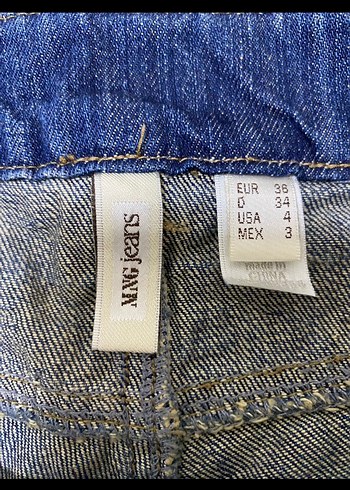 MNG jeans
EUR 36
D 34
USA 4
MEX 3
made in
CHINA